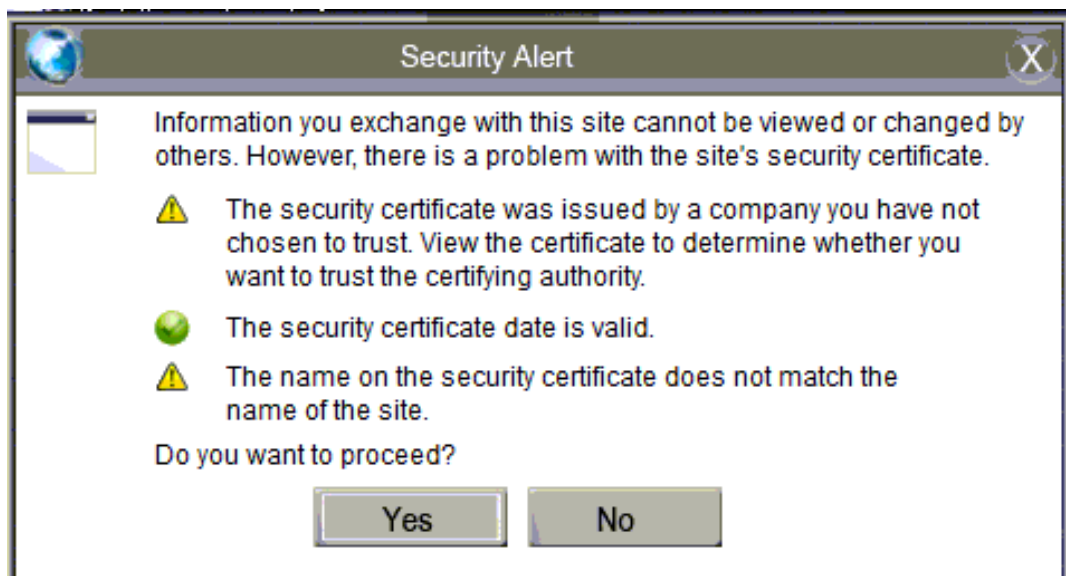 Security Alert
X
Information you exchange with this site cannot be viewed or changed by
others. However, there is a problem with the site's security certificate.
The security certificate was issued by a company you have not
chosen to trust. View the certificate to determine whether you
want to trust the certifying authority.
The security certificate date is valid.
The name on the security certificate does not match the
name of the site.
Do you want to proceed?
Yes No